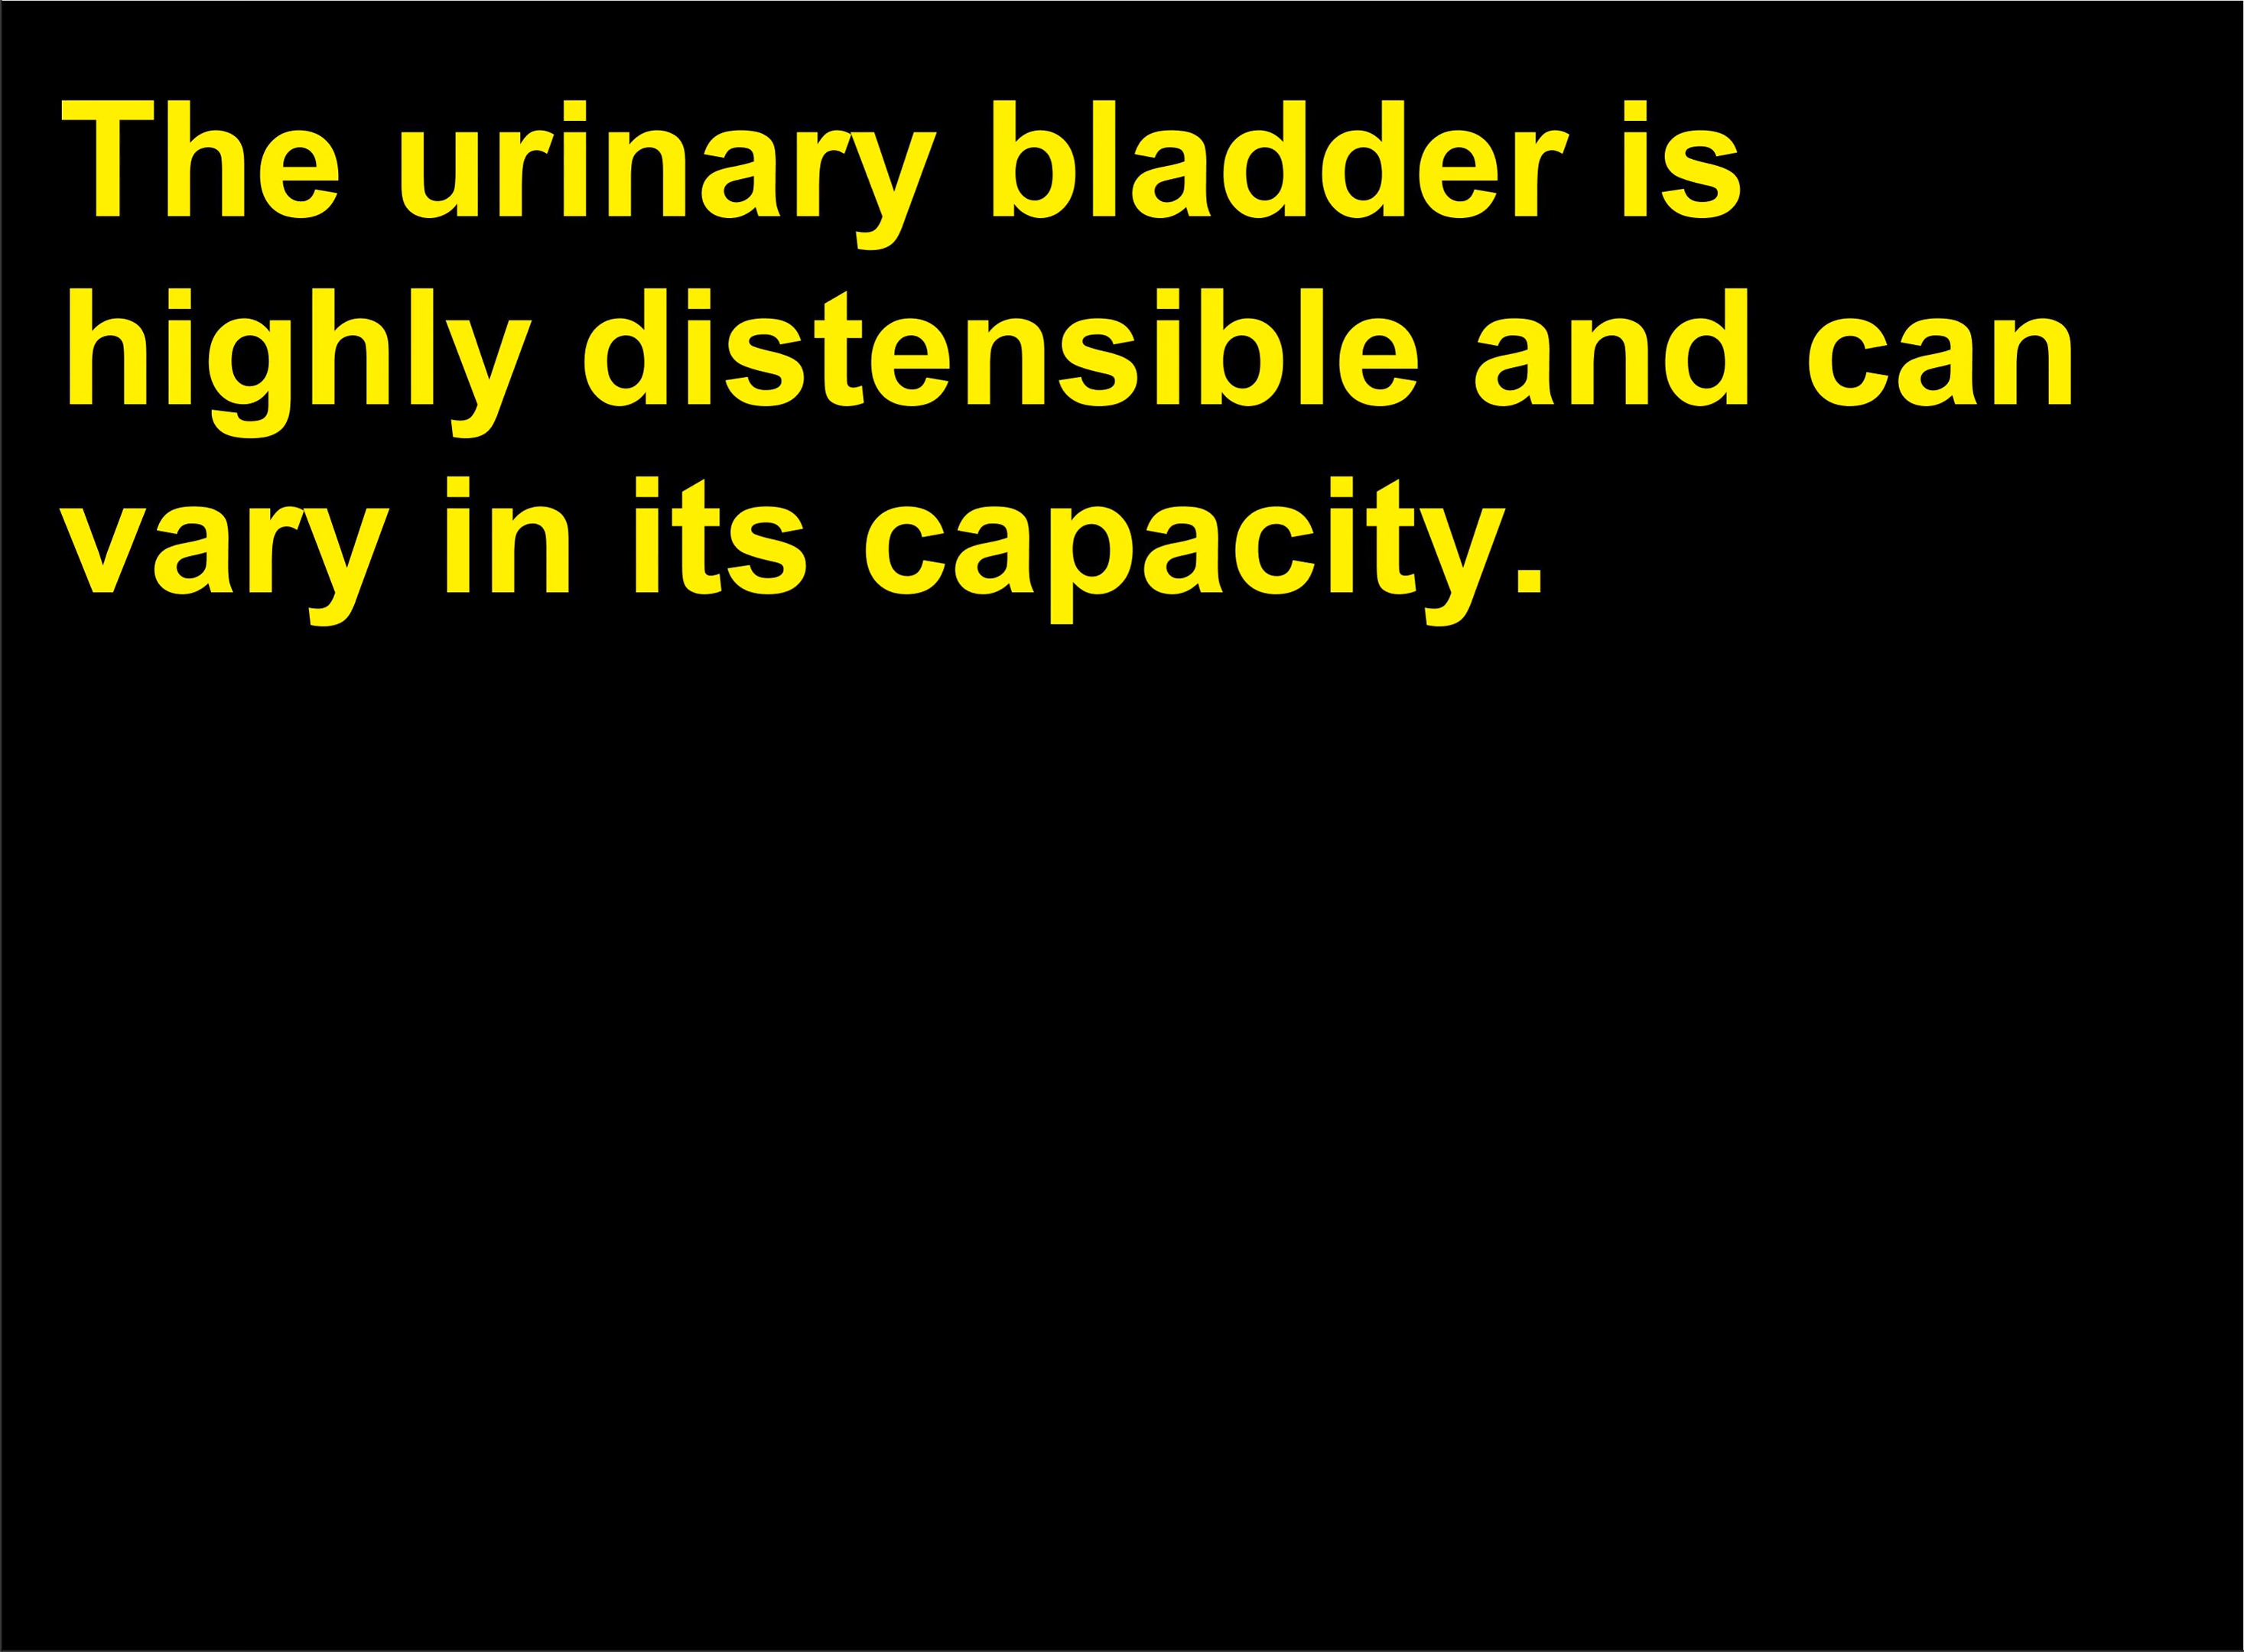 The urinary bladder is
highly distensible and can
vary in its capacity.